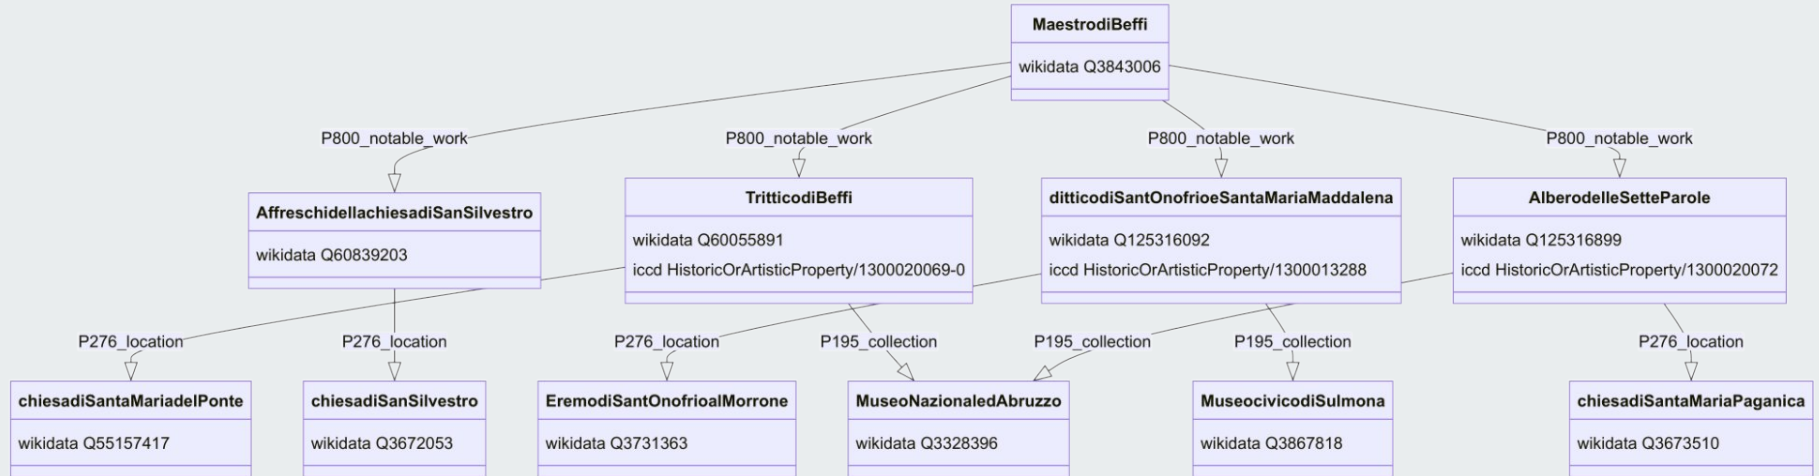 MaestrodiBeffi
wikidata Q3843006
P800_notable_work
P800_notable_work
P800_notable_work
P800_notable_work
AffreschidellachiesadiSanSilvestro
wikidata Q60839203
TritticodiBeffi
wikidata Q60055891
iccd HistoricOrArtisticProperty/1300020069-0
ditticodiSantOnofrioeSantaMariaMaddalena
wikidata Q125316092
iccd HistoricOrArtisticProperty/1300013288
AlberodelleSetteParole
wikidata Q125316899
iccd HistoricOrArtisticProperty/1300020072
P276_location
P276_location
P276_location
P195_collection
P195_collection
P195_collection
P276_location
chiesadiSantaMariadelPonte
wikidata Q55157417
chiesadiSanSilvestro
wikidata Q3672053
EremodiSantOnofrioalMorrone
wikidata Q3731363
MuseoNazionaledAbruzzo
wikidata Q3328396
MuseocivicodiSulmona
wikidata Q3867818
chiesadiSantaMariaPaganica
wikidata Q3673510